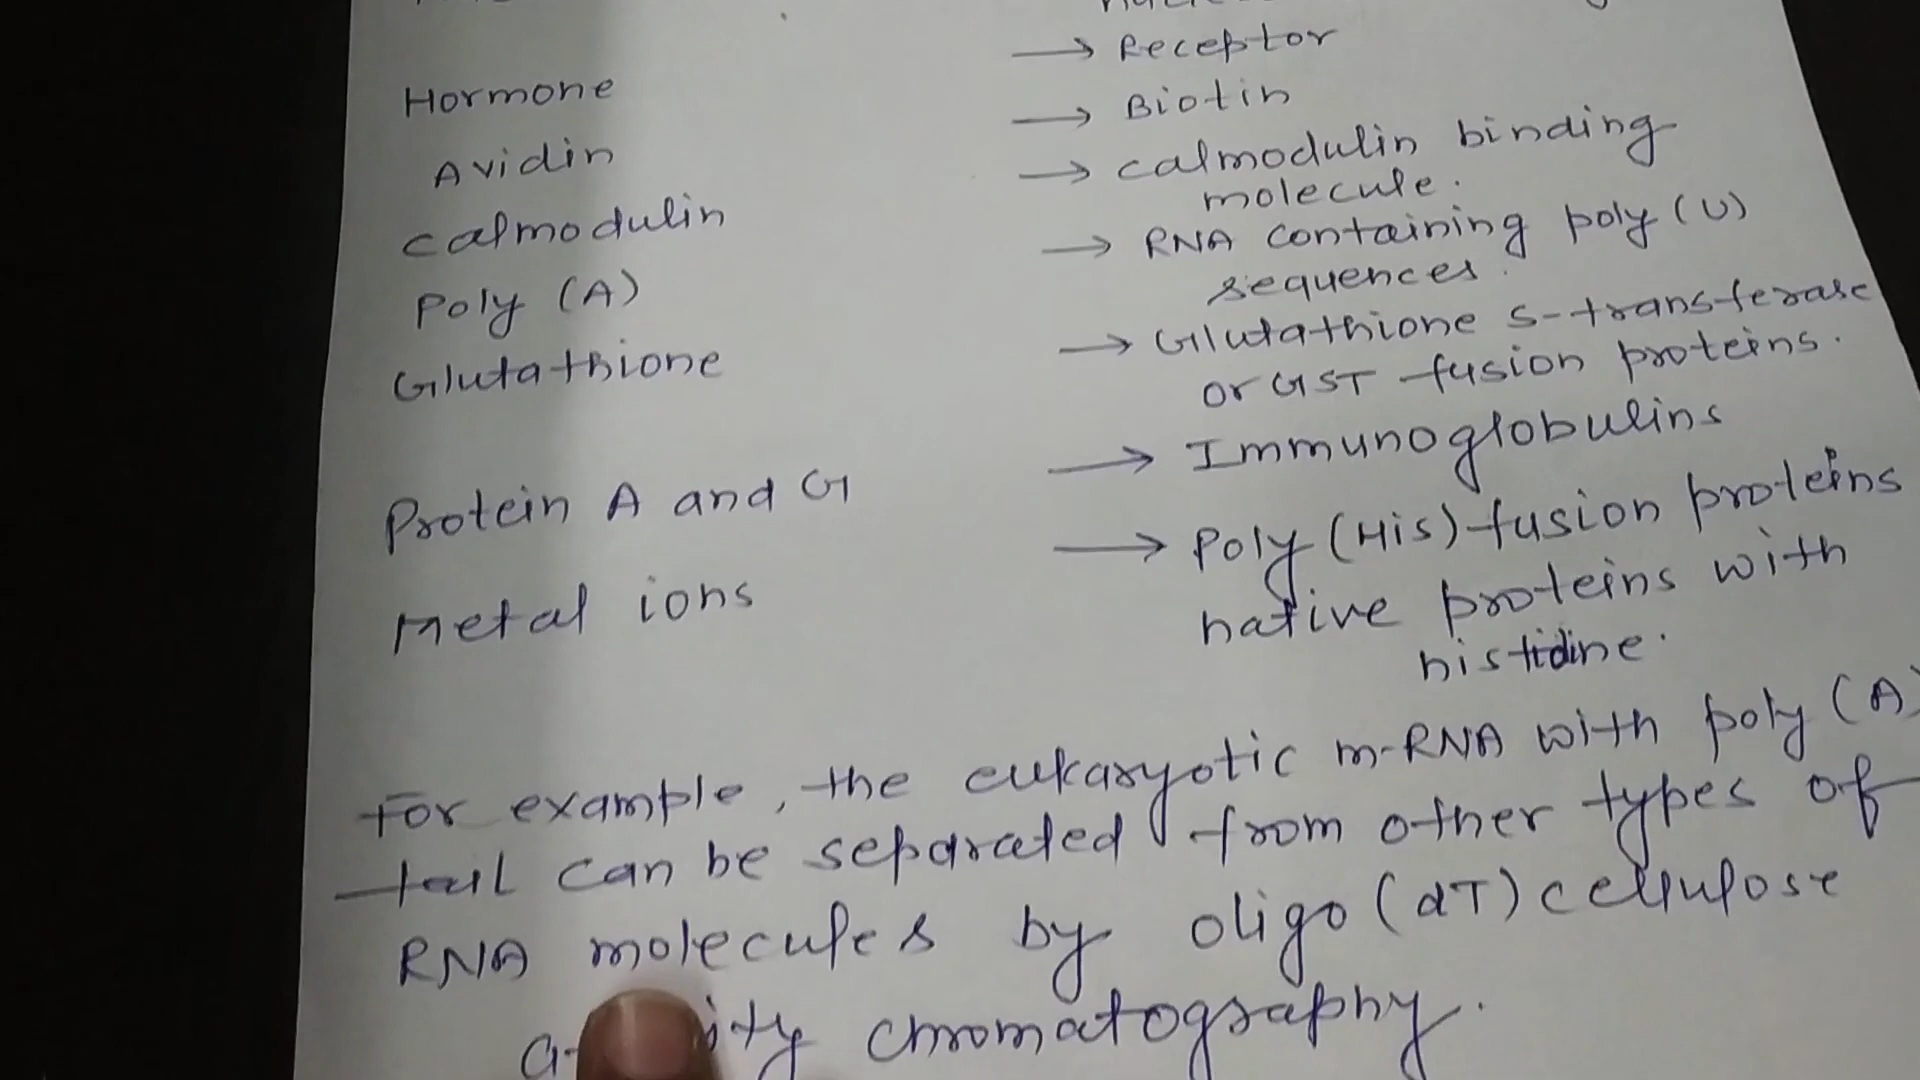 → Receptor
Hormone
→ Biotin
Avidin
→ calmodulin binding
molecule.
calmodulin
→ RNA containing poly (U)
sequences.
Poly (A)
→ Glutathione s-transferase
or GST fusion proteins.
Glutathione
→ Immunoglobulins
Protein A and G
→ Poly (His) fusion proteins
native proteins with
histidine.
Metal ions
For example, the eukaryotic m-RNA with poly (A)
tail can be separated from other types of
RNA molecules by oligo (dT) cellulose
chromatography.